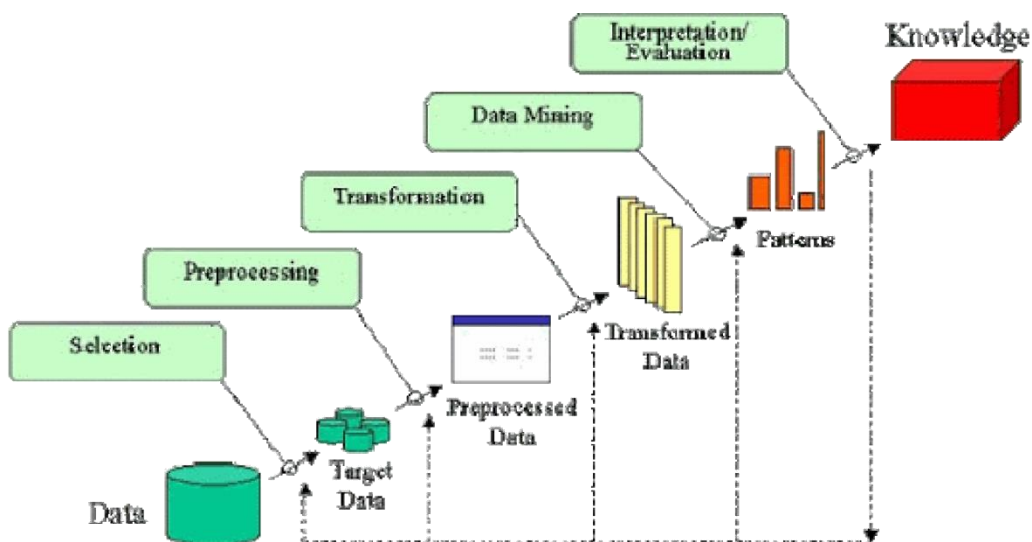 Interpretation/
Evaluation
Knowledge
Data Mining
Transformation
Patterns
Preprocessing
Transformed
Data
Selection
Preprocessed
Data
Target
Data
Data